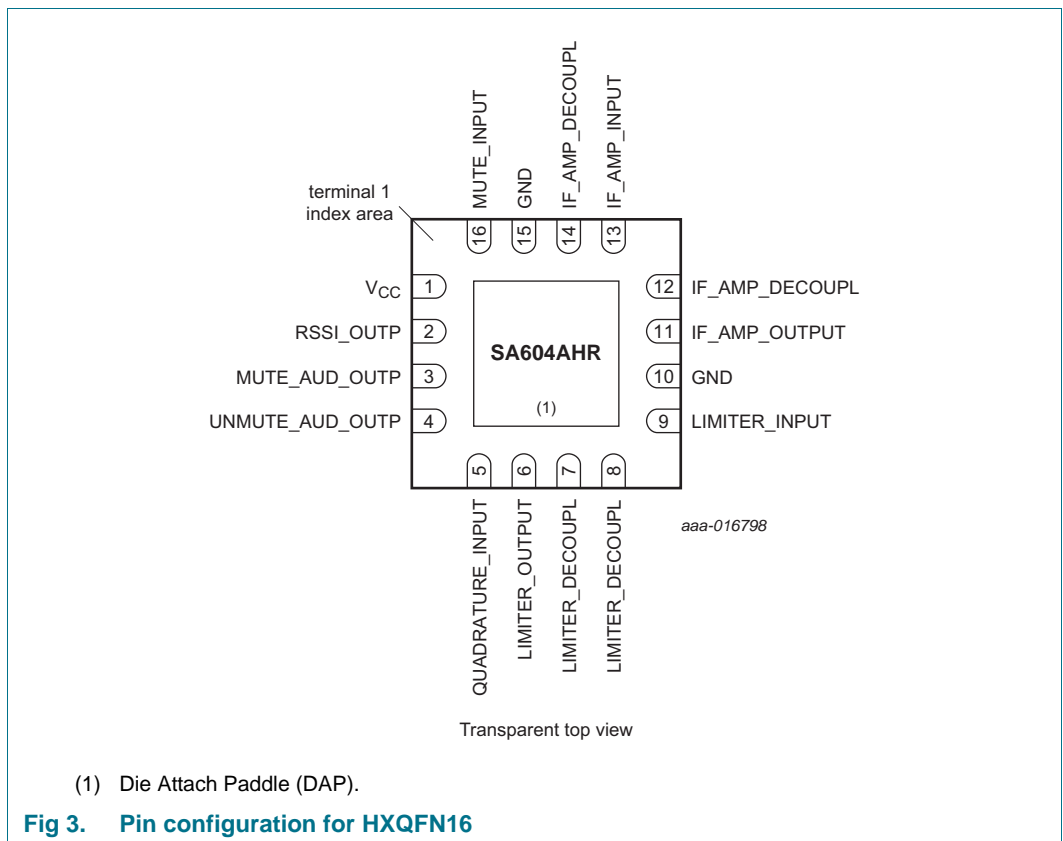 MUTE_INPUT
GND
IF_AMP_DECOUPL
IF_AMP_INPUT
terminal 1
index area
16
15
14
13
V_CC 1
12 IF_AMP_DECOUPL
RSSI_OUTP 2
11 IF_AMP_OUTPUT
SA604AHR
MUTE_AUD_OUTP 3
10 GND
(1)
UNMUTE_AUD_OUTP 4
9 LIMITER_INPUT
5
6
7
8
QUADRATURE_INPUT
LIMITER_OUTPUT
LIMITER_DECOUPL
LIMITER_DECOUPL
aaa-016798
Transparent top view
(1) Die Attach Paddle (DAP).
Fig 3. Pin configuration for HXQFN16